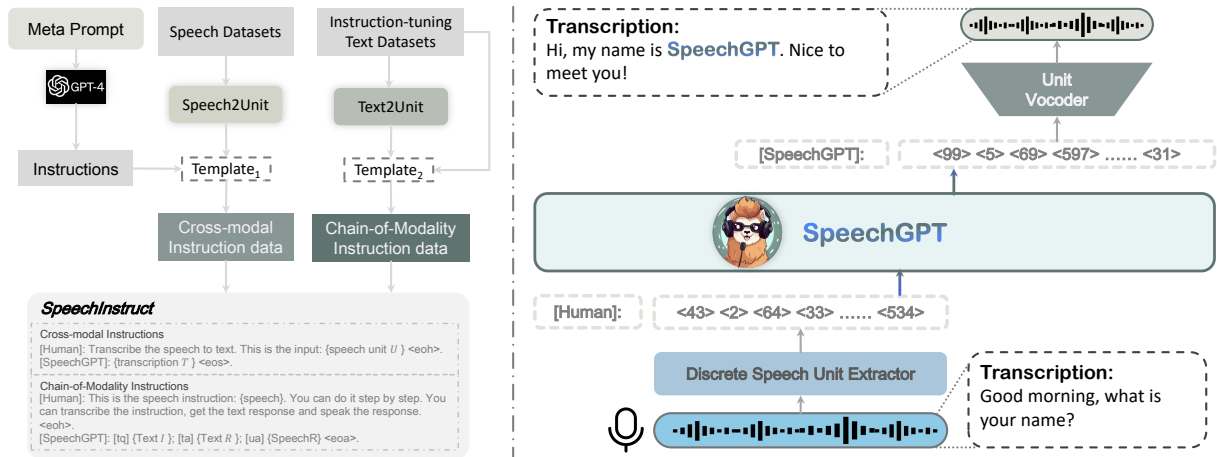 Meta Prompt
GPT-4
Instructions
Speech Datasets
Speech2Unit
Template1
Cross-modal
Instruction data
Instruction-tuning
Text Datasets
Text2Unit
Template2
Chain-of-Modality
Instruction data
SpeechInstruct
Cross-modal Instructions
[Human]: Transcribe the speech to text. This is the input: {speech unit U } <eoh>.
[SpeechGPT]: {transcription T } <eos>.
Chain-of-Modality Instructions
[Human]: This is the speech instruction: {speech}. You can do it step by step. You
can transcribe the instruction, get the text response and speak the response.
<eoh>.
[SpeechGPT]: [tq] {Text I }; [ta] {Text R }; [ua] {SpeechR} <eoa>.
Transcription:
Hi, my name is SpeechGPT. Nice to
meet you!
Unit
Vocoder
[SpeechGPT]: <99> <5> <69> <597> ...... <31>
SpeechGPT
[Human]: <43> <2> <64> <33> ...... <534>
Discrete Speech Unit Extractor
Transcription:
Good morning, what is
your name?